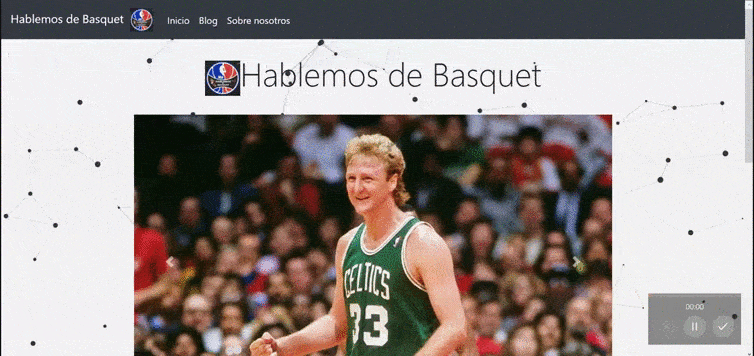 Hablemos de Basquet
Inicio
Blog
Sobre nosotros
Hablemos de Basquet
CELTICS
33
00:00